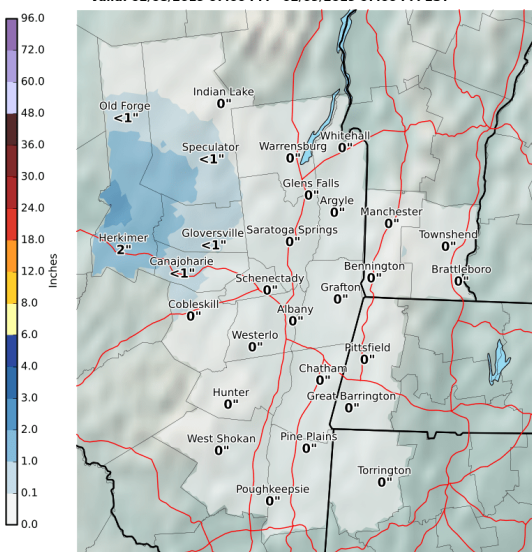 96.0
72.0
60.0
48.0
36.0
30.0
24.0
18.0
12.0
8.0
6.0
4.0
3.0
2.0
1.0
0.1
0.0
Inches
Indian Lake
0"
Old Forge
<1"
Speculator
<1"
Warrensburg
0"
Whitehall
0"
Glens Falls
0"
Argyle
0"
Manchester
0"
Herkimer
2"
Gloversville
<1"
Saratoga Springs
0"
Townshend
0"
Canajoharie
<1"
Schenectady
0"
Bennington
0"
Brattleboro
0"
Grafton
0"
Cobleskill
0"
Albany
0"
Westerlo
0"
Pittsfield
0"
Chatham
0"
Hunter
0"
Great Barrington
0"
West Shokan
0"
Pine Plains
0"
Torrington
0"
Poughkeepsie
0"